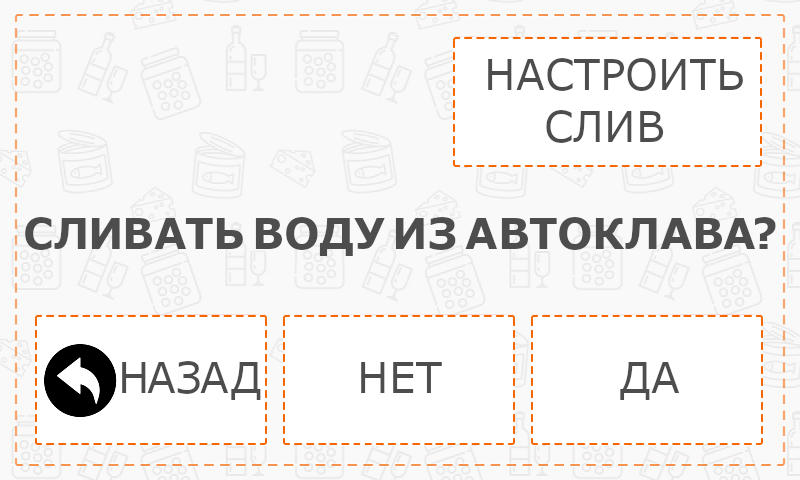 НАСТРОИТЬ
СЛИВ
СЛИВАТЬ ВОДУ ИЗ АВТОКЛАВА?
НАЗАД
НЕТ
ДА